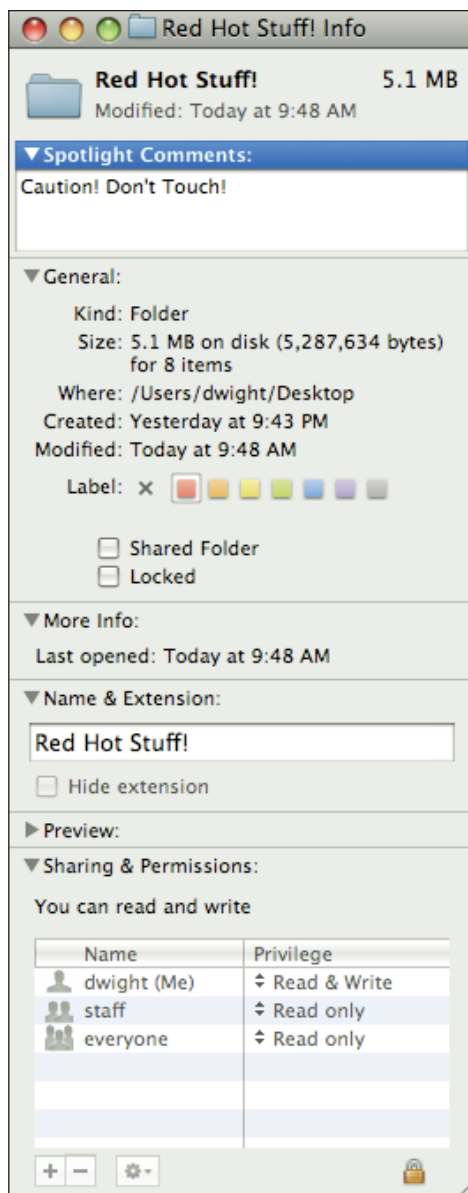 Red Hot Stuff! Info
Red Hot Stuff! 5.1 MB
Modified: Today at 9:48 AM
Spotlight Comments:
Caution! Don't Touch!
General:
Kind: Folder
Size: 5.1 MB on disk (5,287,634 bytes)
for 8 items
Where: /Users/dwight/Desktop
Created: Yesterday at 9:43 PM
Modified: Today at 9:48 AM
Label:
Shared Folder
Locked
More Info:
Last opened: Today at 9:48 AM
Name & Extension:
Red Hot Stuff!
Hide extension
Preview:
Sharing & Permissions:
You can read and write
Name Privilege
dwight (Me) Read & Write
staff Read only
everyone Read only